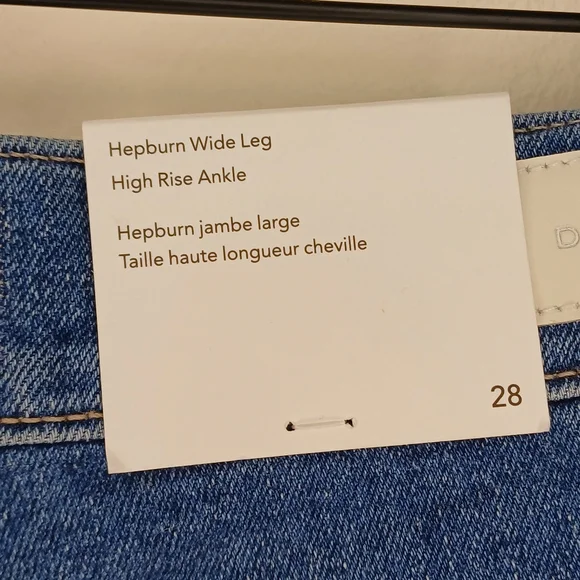 Hepburn Wide Leg
High Rise Ankle
Hepburn jambe large
Taille haute longueur cheville
28
D